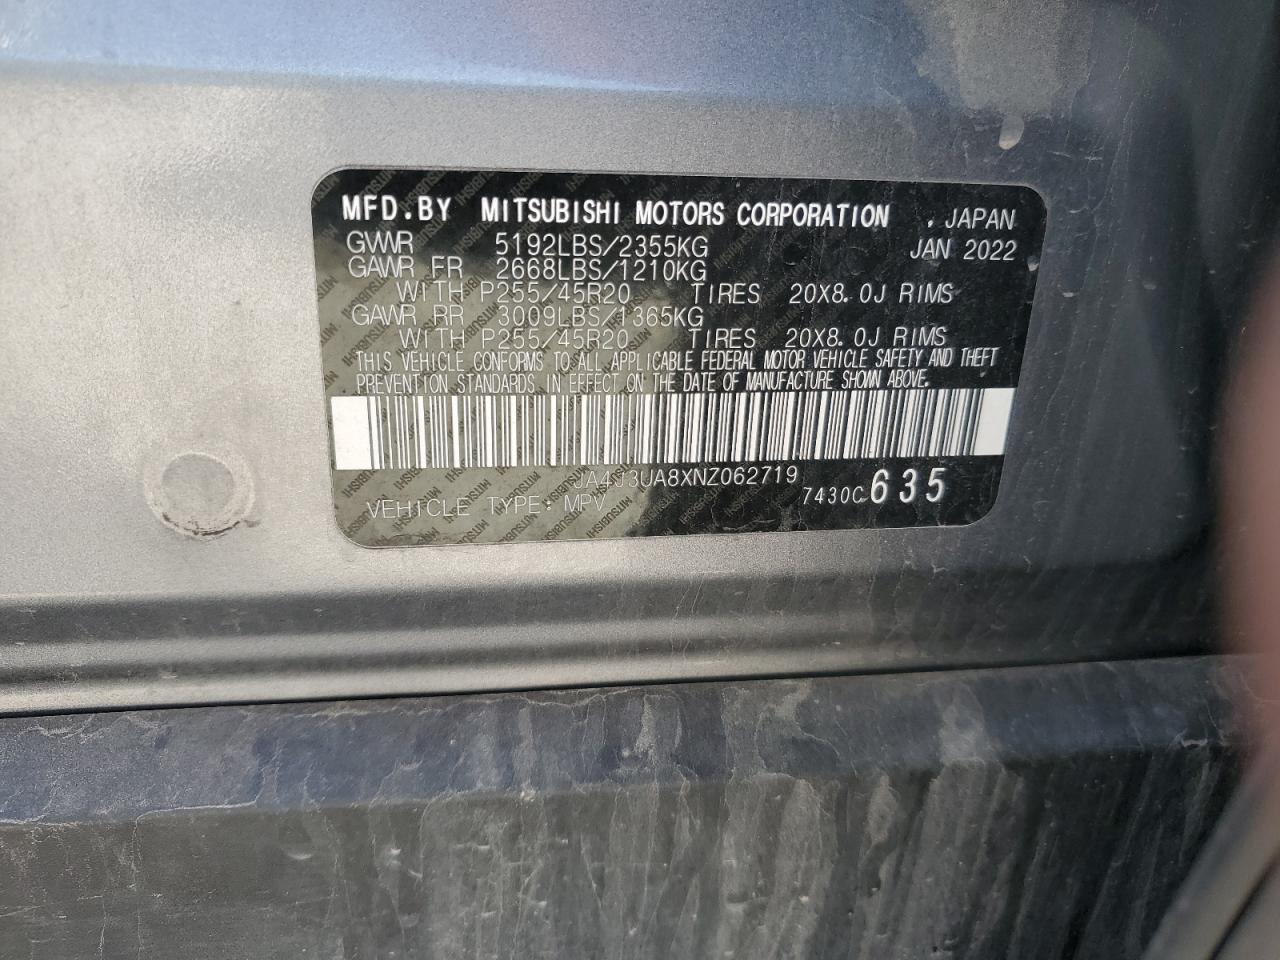 MFD.BY MITSUBISHI MOTORS CORPORATION . JAPAN
GVWR 5192LBS/2355KG JAN 2022
GAWR FR 2668LBS/1210KG
WITH P255/45R20 TIRES 20X8.0J RIMS
GAWR RR 3009LBS/1365KG
WITH P255/45R20 TIRES 20X8.0J RIMS
THIS VEHICLE CONFORMS TO ALL APPLICABLE FEDERAL MOTOR VEHICLE SAFETY AND THEFT
PREVENTION STANDARDS IN EFFECT ON THE DATE OF MANUFACTURE SHOWN ABOVE.
JA4J3UA8XNZ062719
VEHICLE TYPE: MPV 7430C 635